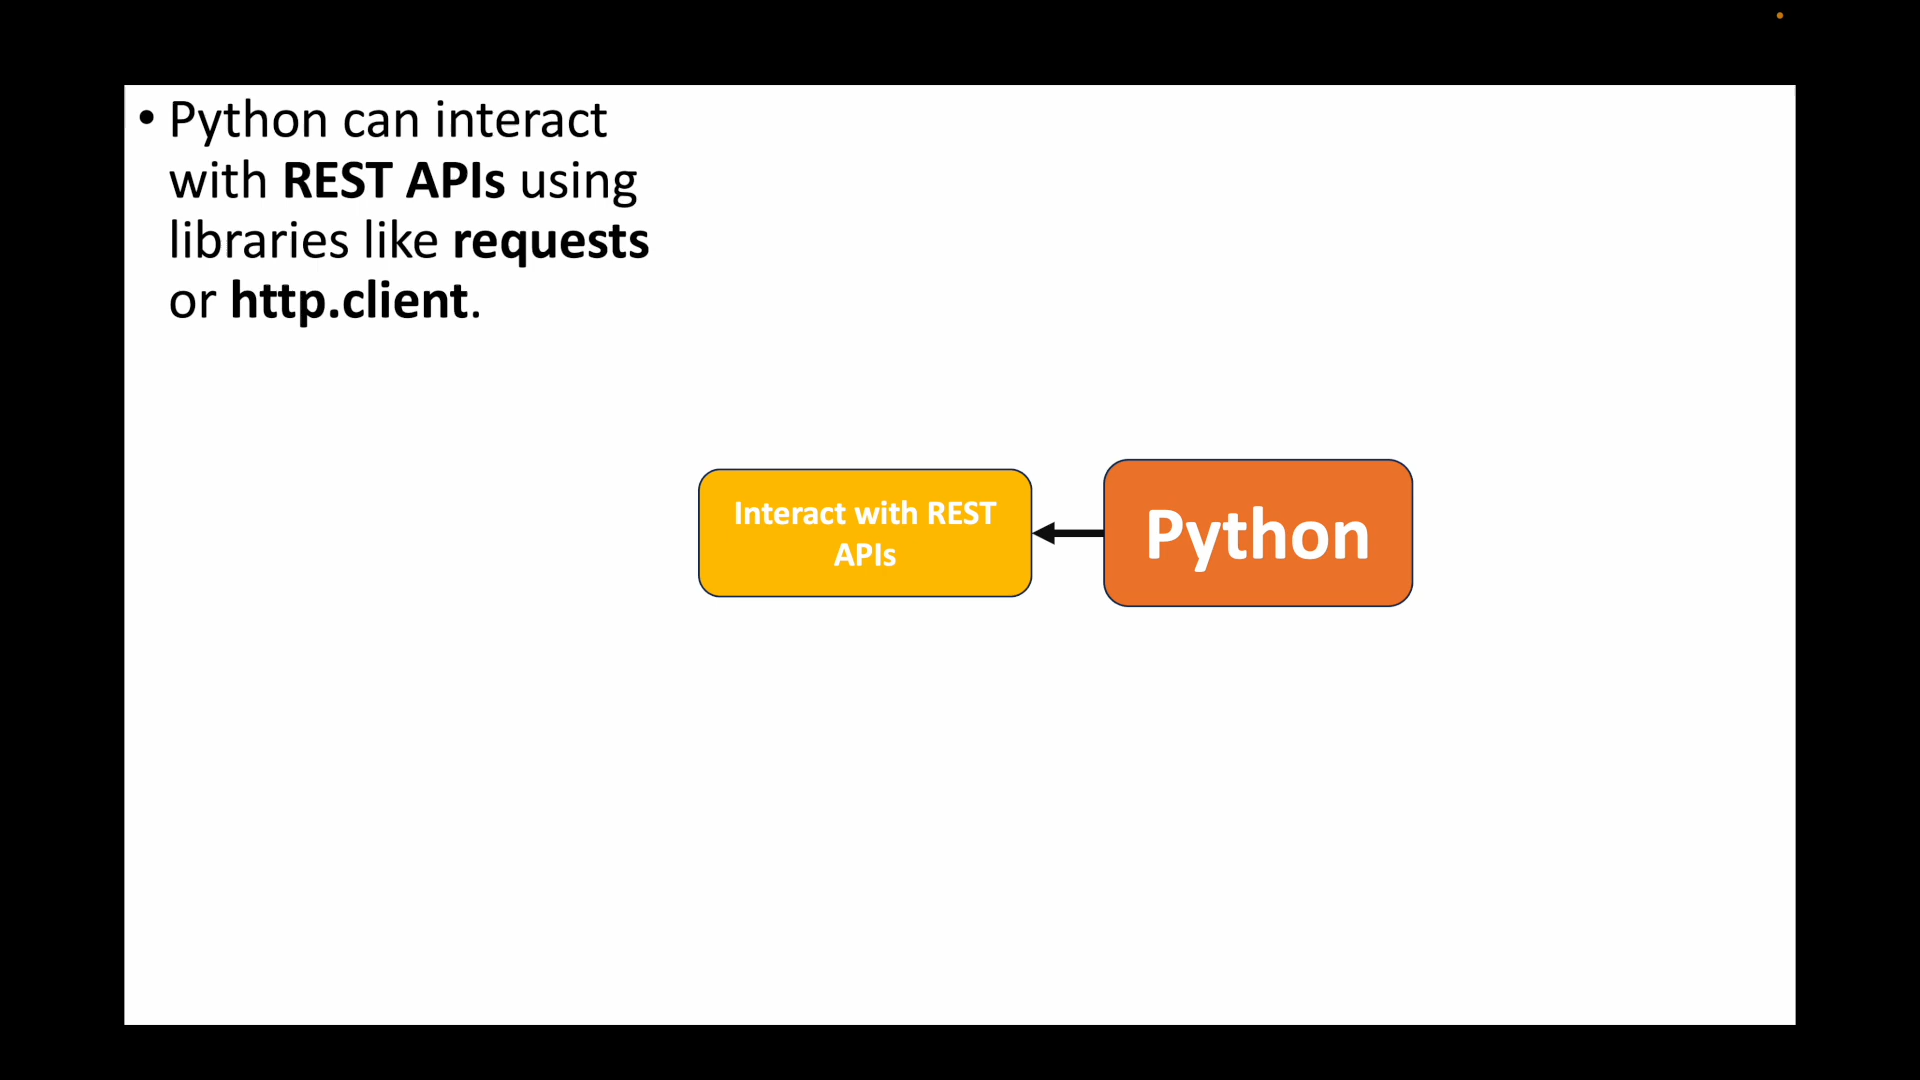 • Python can interact
with REST APIs using
libraries like requests
or http.client.
Interact with REST
APIs
Python